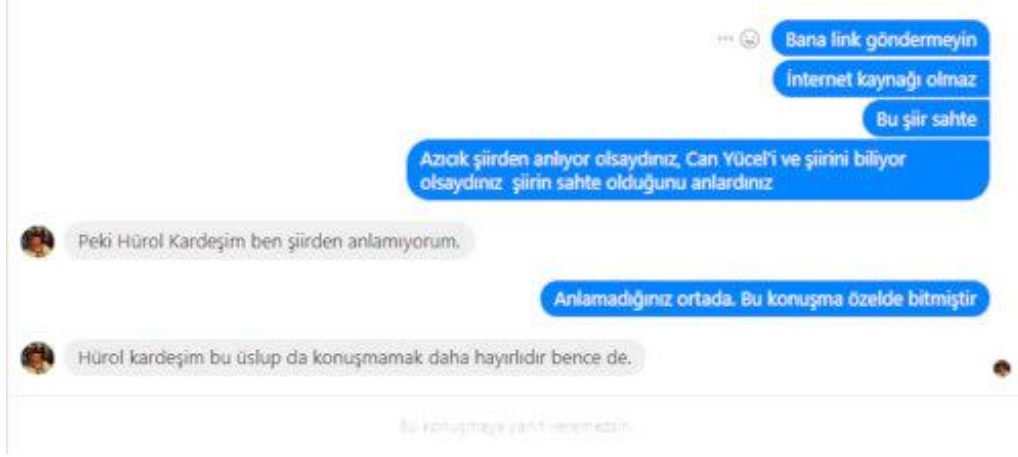 Bana link göndermeyin
İnternet kaynağı olmaz
Bu şiir sahte
Azıcık şiirden anlıyor olsaydınız, Can Yücel'i ve şiirini biliyor
olsaydınız şiirin sahte olduğunu anlardınız
Peki Hürol Kardeşim ben şiirden anlamıyorum.
Anlamadığınız ortada. Bu konuşma özelde bitmiştir
Hürol kardeşim bu üslup da konuşmamak daha hayırlıdır bence de.
Bu konuşmaya yanıt veremezsin.